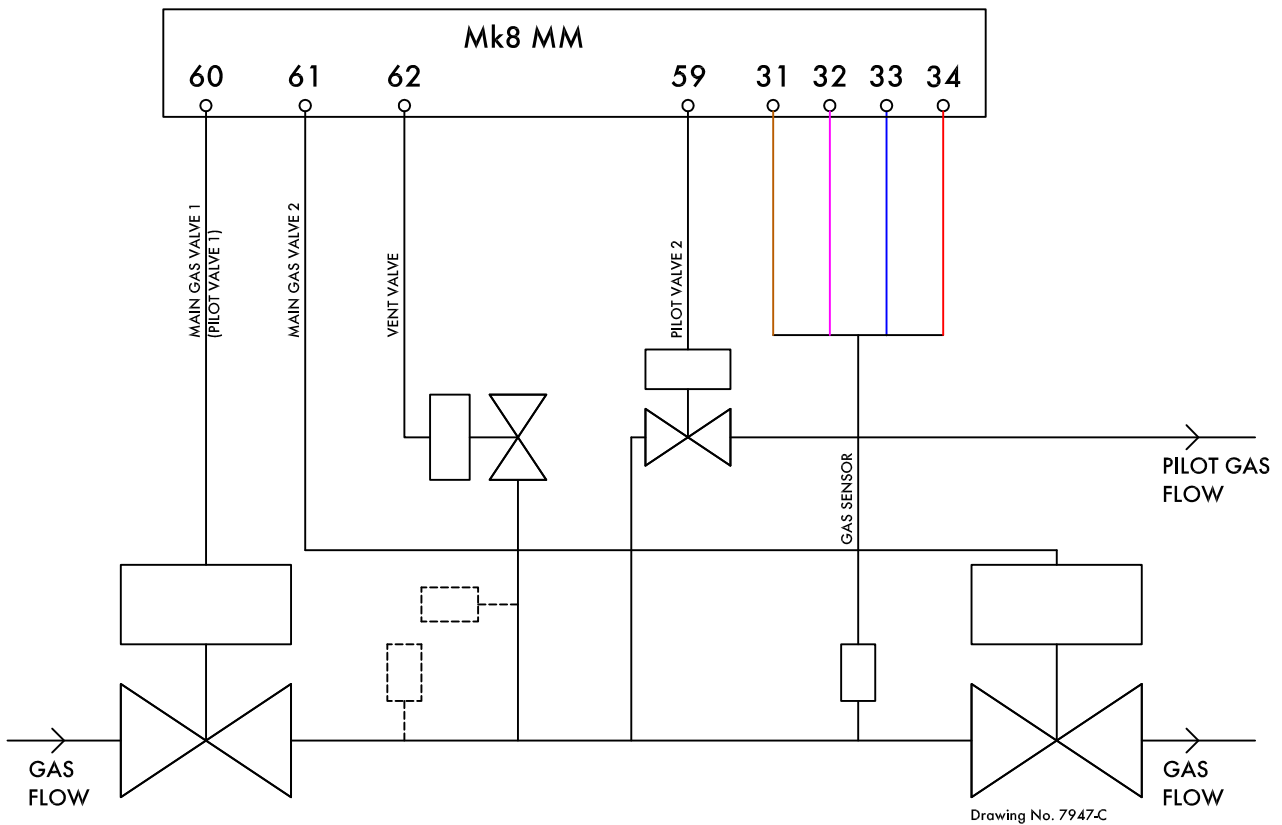 Mk8 MM
60 61 62 59 31 32 33 34
MAIN GAS VALVE 1
(PILOT VALVE 1)
MAIN GAS VALVE 2
VENT VALVE
PILOT VALVE 2
PILOT GAS
FLOW
GAS SENSOR
GAS
FLOW
GAS
FLOW
Drawing No. 7947-C